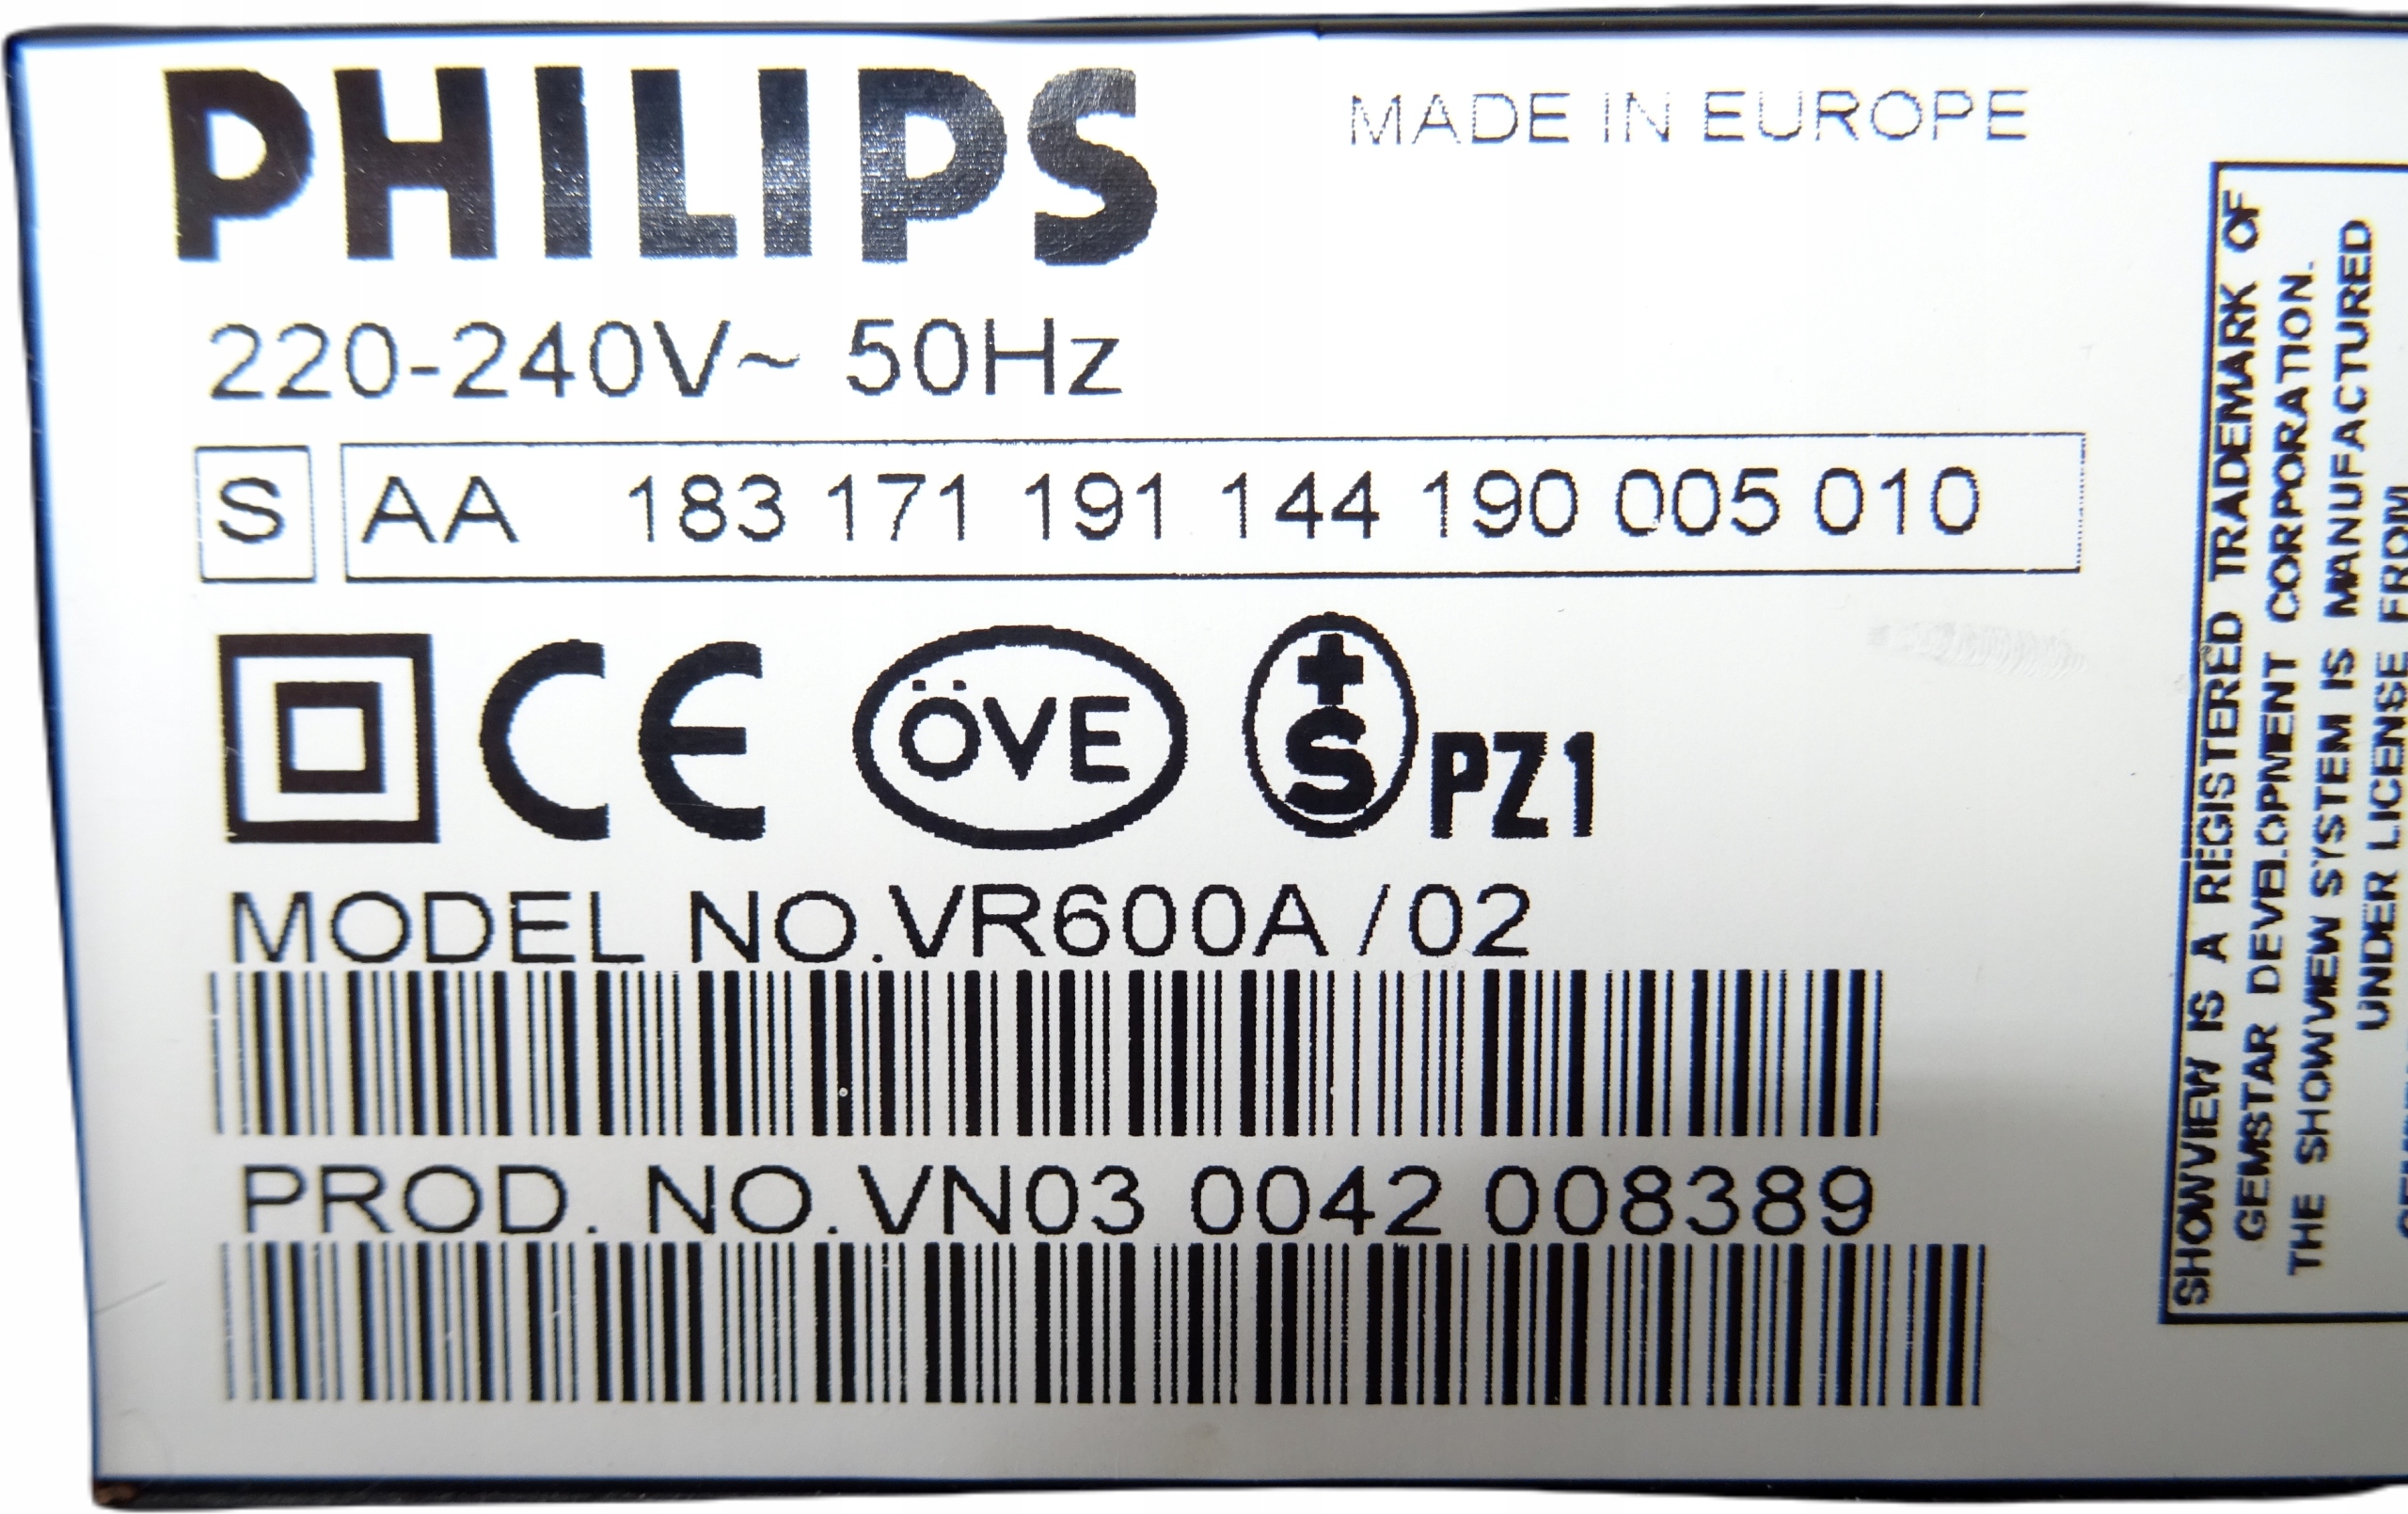 PHILIPS
MADE IN EUROPE
220-240V~ 50Hz
S AA 183 171 191 144 190 005 010
CE ÖVE +S PZ1
MODEL NO.VR600A/02
PROD. NO.VN03 0042 008389
SHOWVIEW IS A REGISTERED TRADEMARK OF
GEMSTAR DEVELOPMENT CORPORATION.
THE SHOWVIEW SYSTEM IS MANUFACTURED
UNDER LICENSE FROM